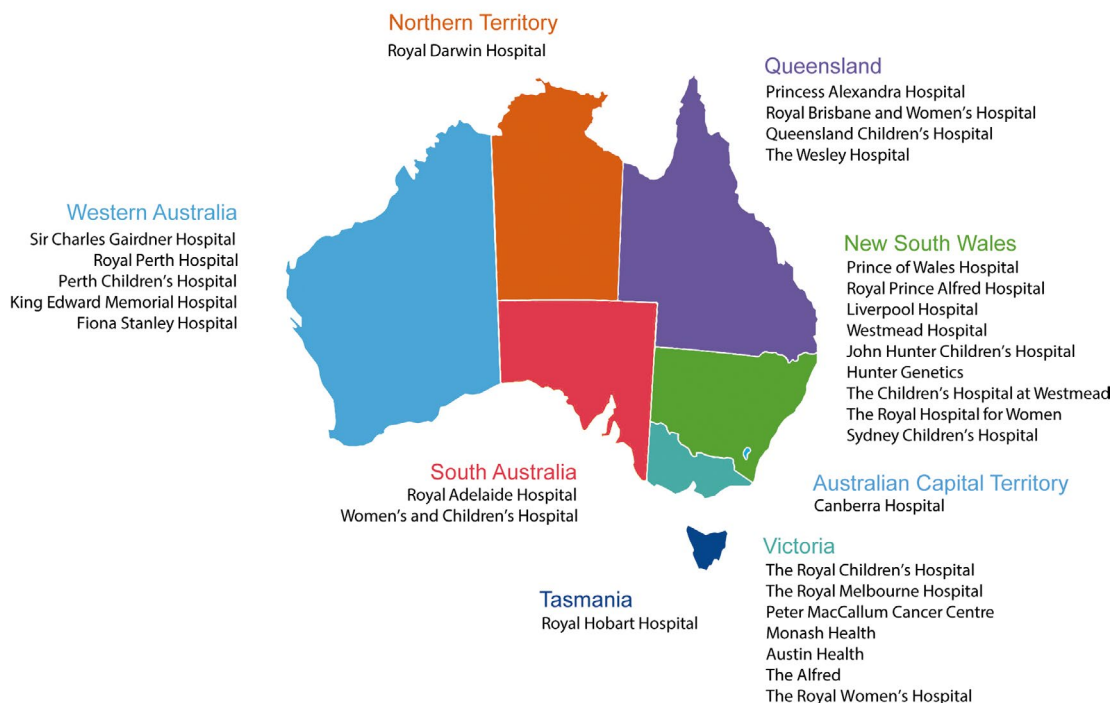 Northern Territory
Royal Darwin Hospital
Queensland
Princess Alexandra Hospital
Royal Brisbane and Women's Hospital
Queensland Children's Hospital
The Wesley Hospital
Western Australia
Sir Charles Gairdner Hospital
Royal Perth Hospital
Perth Children's Hospital
King Edward Memorial Hospital
Fiona Stanley Hospital
New South Wales
Prince of Wales Hospital
Royal Prince Alfred Hospital
Liverpool Hospital
Westmead Hospital
John Hunter Children's Hospital
Hunter Genetics
The Children's Hospital at Westmead
The Royal Hospital for Women
Sydney Children's Hospital
South Australia
Royal Adelaide Hospital
Women's and Children's Hospital
Australian Capital Territory
Canberra Hospital
Tasmania
Royal Hobart Hospital
Victoria
The Royal Children's Hospital
The Royal Melbourne Hospital
Peter MacCallum Cancer Centre
Monash Health
Austin Health
The Alfred
The Royal Women's Hospital